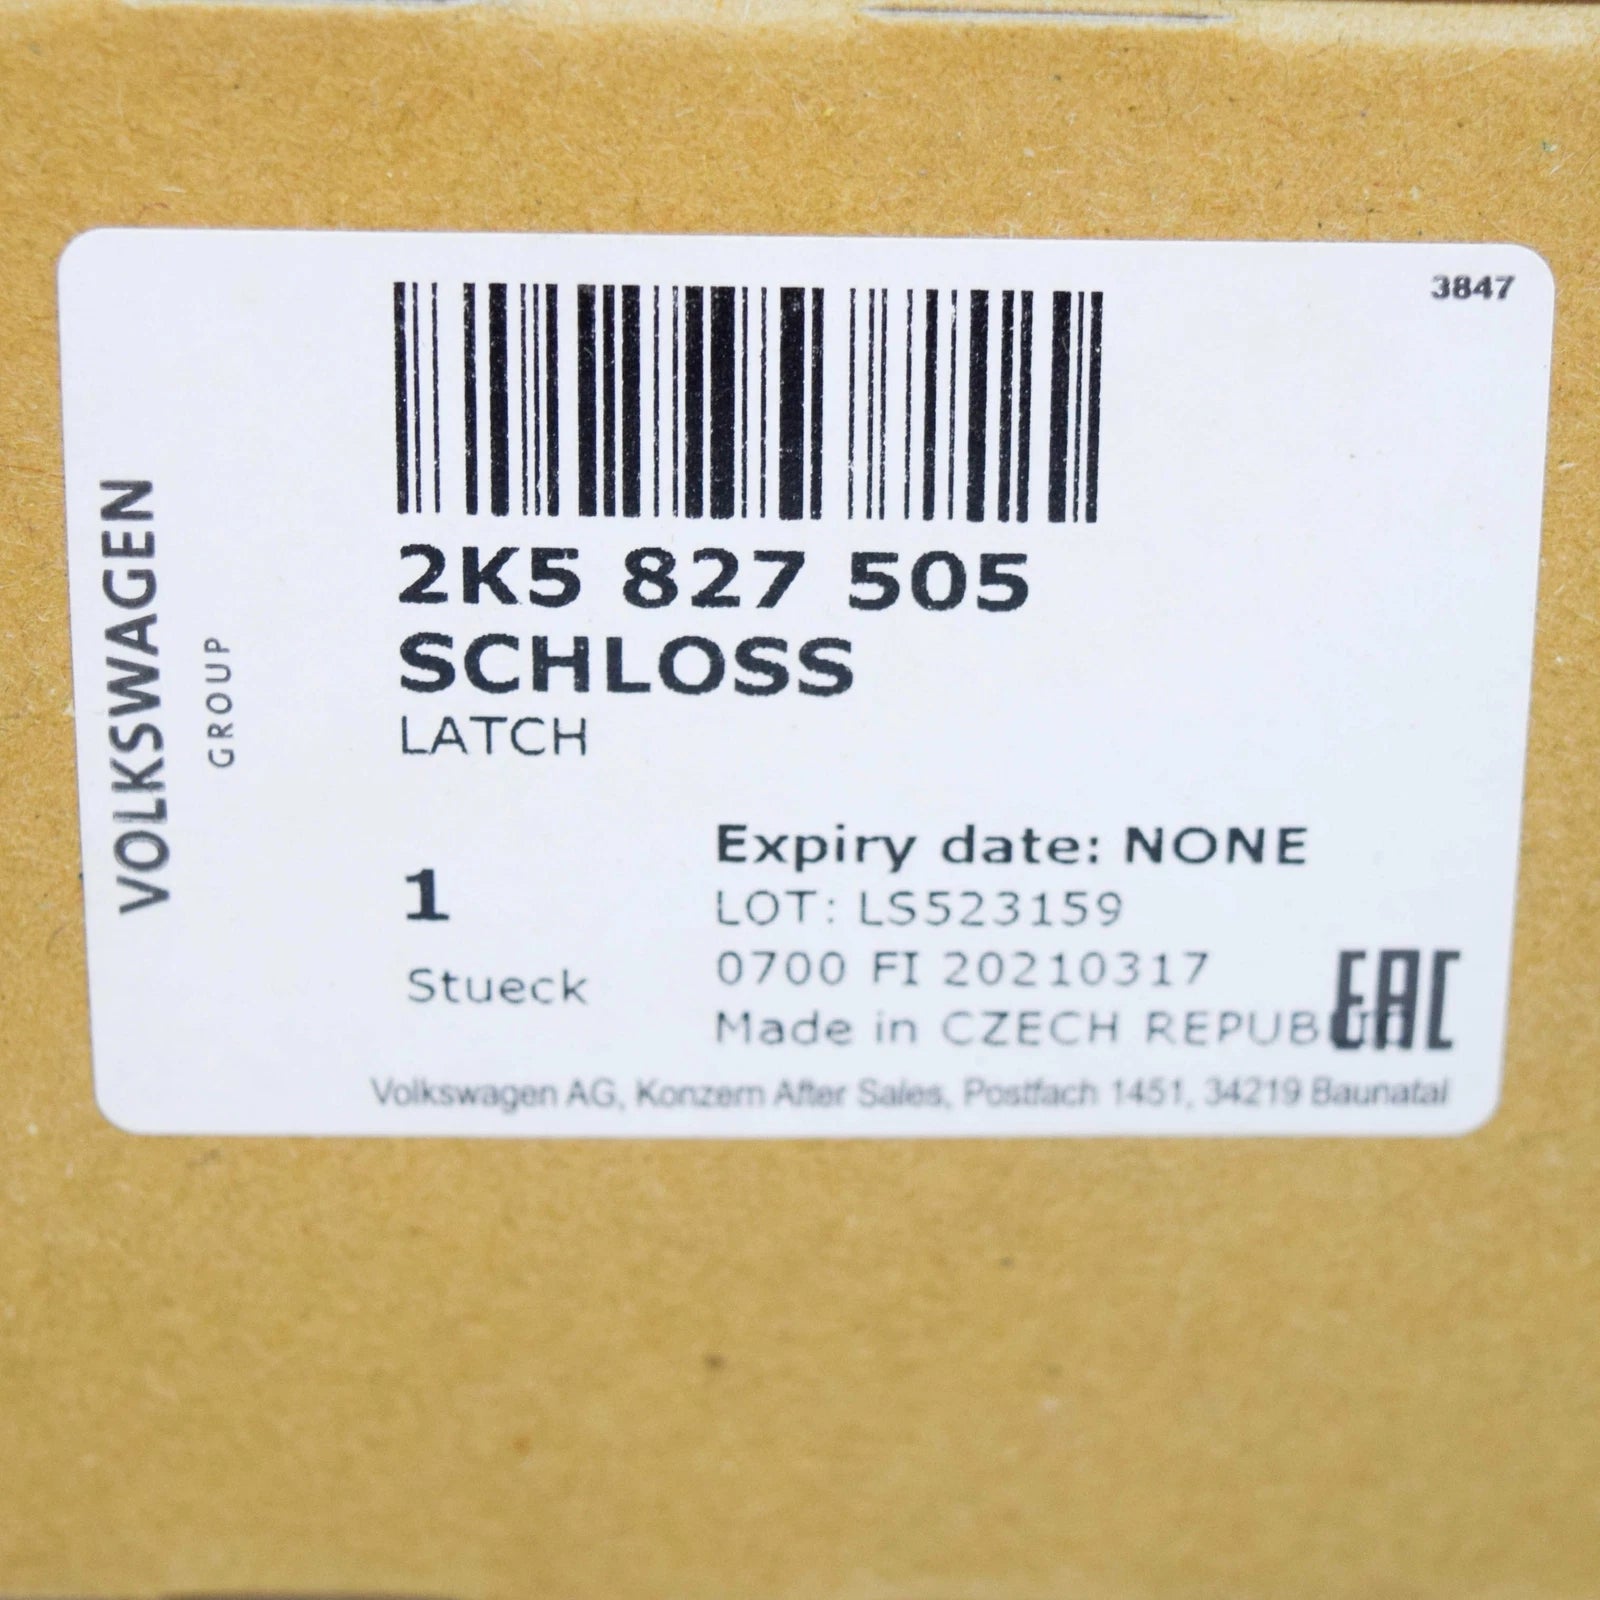 3847
2K5 827 505
SCHLOSS
LATCH
VOLKSWAGEN
GROUP
1
Stueck
Expiry date: NONE
LOT: LS523159
0700 FI 20210317
Made in CZECH REPUBLIC
EAC
Volkswagen AG, Konzern After Sales, Postfach 1451, 34219 Baunatal